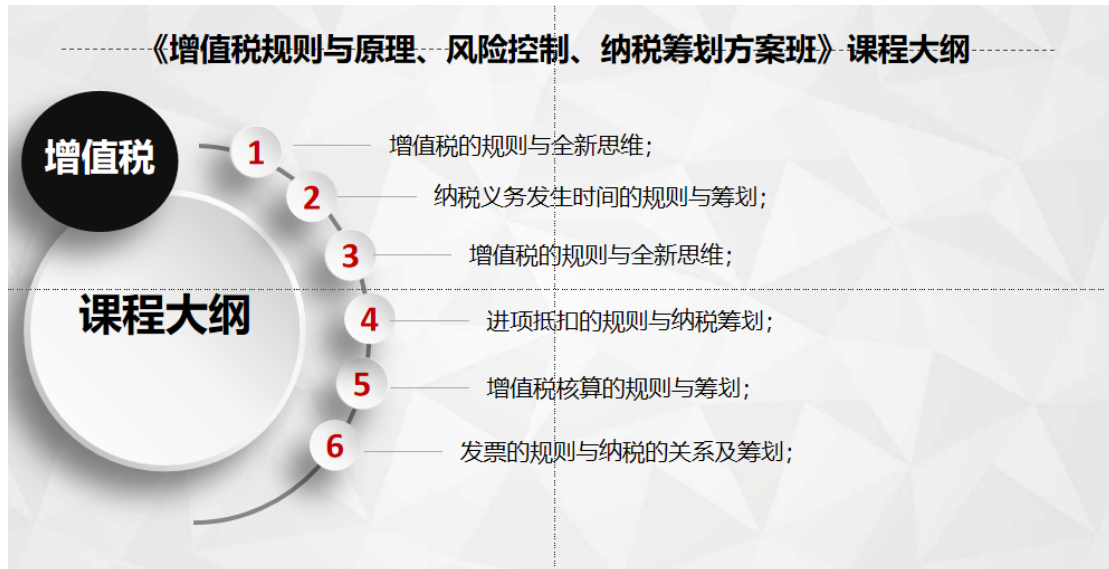 《增值税规则与原理、风险控制、纳税筹划方案班》课程大纲
增值税
课程大纲
1 增值税的规则与全新思维；
2 纳税义务发生时间的规则与筹划；
3 增值税的规则与全新思维；
4 进项抵扣的规则与纳税筹划；
5 增值税核算的规则与筹划；
6 发票的规则与纳税的关系及筹划；